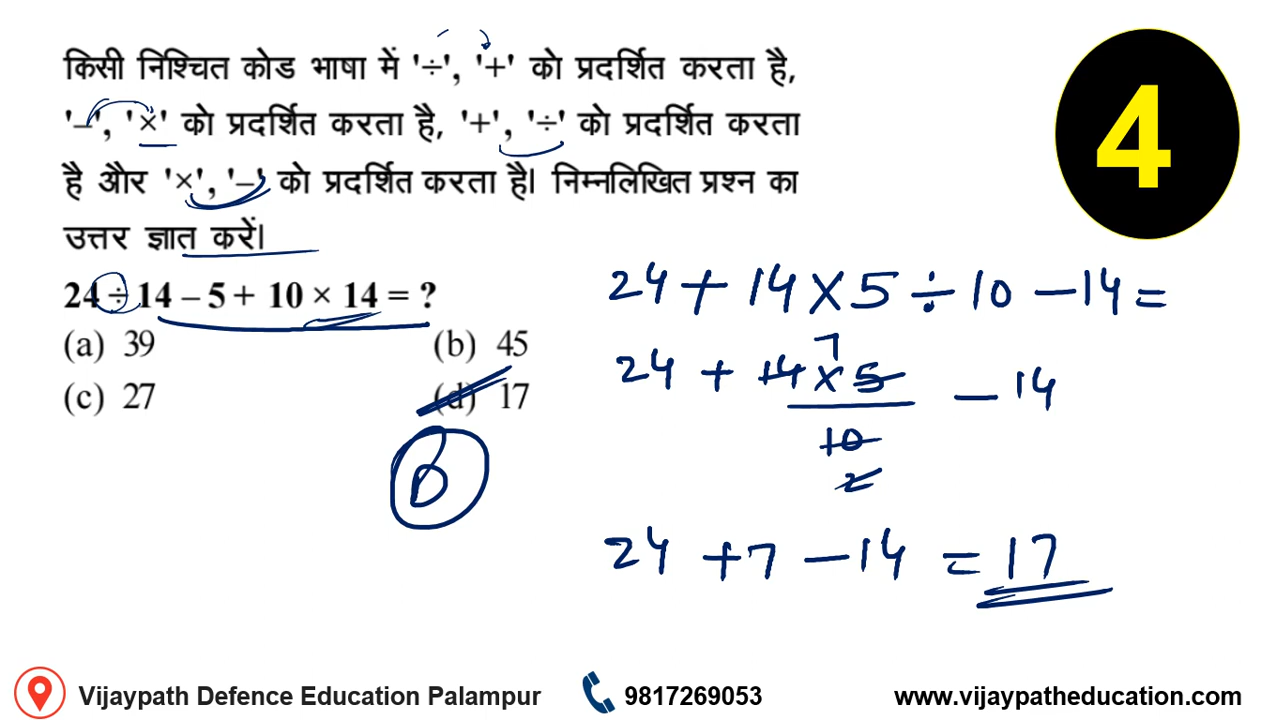 किसी निश्चित कोड भाषा में '÷', '+' को प्रदर्शित करता है,
'–', '×' को प्रदर्शित करता है, '+', '÷' को प्रदर्शित करता
है और '×', '–' को प्रदर्शित करता है। निम्नलिखित प्रश्न का
उत्तर ज्ञात करें।
24 ÷ 14 – 5 + 10 × 14 = ?
(a) 39 (b) 45
(c) 27 (d) 17
D
4
24 + 14 × 5 ÷ 10 – 14 =
7
24 + 14 × 5 – 14
10
2
24 + 7 – 14 = 17
Vijaypath Defence Education Palampur 9817269053 www.vijaypatheducation.com